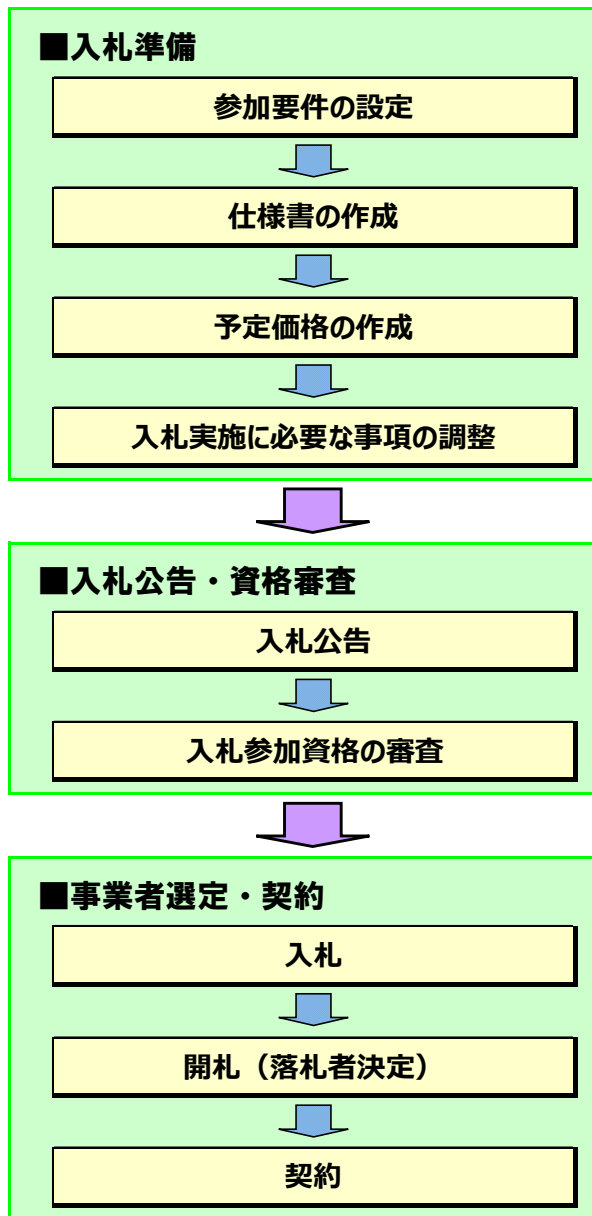 ■入札準備
参加要件の設定
仕様書の作成
予定価格の作成
入札実施に必要な事項の調整
■入札公告・資格審査
入札公告
入札参加資格の審査
■事業者選定・契約
入札
開札（落札者決定）
契約